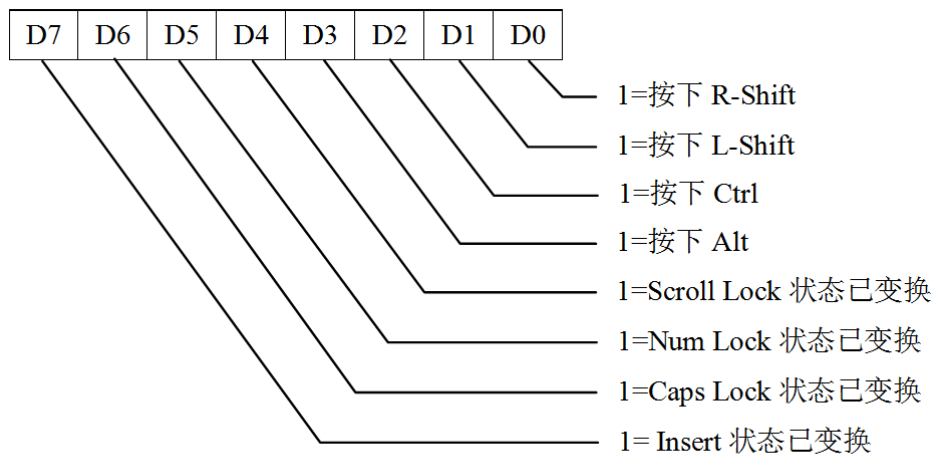 D7 D6 D5 D4 D3 D2 D1 D0
1=按下 R-Shift
1=按下 L-Shift
1=按下 Ctrl
1=按下 Alt
1=Scroll Lock 状态已变换
1=Num Lock 状态已变换
1=Caps Lock 状态已变换
1= Insert 状态已变换